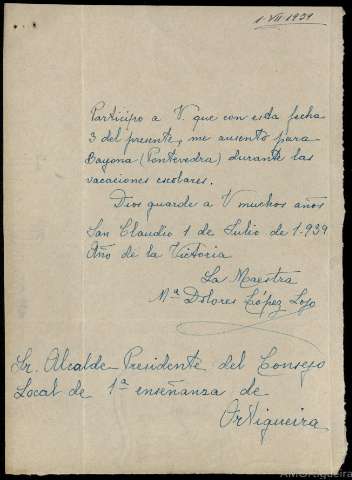 1-VII-1939
Participo a V. que con esta fecha
3 del presente, me ausento para
Bayona (Pontevedra) durante las
vacaciones escolares.
Dios guarde a V muchos años
San Claudio 1 de Julio de 1.939
Año de la Victoria
La Maestra
Mª Dolores López Lojo
Sr. Alcalde-Presidente del Consejo
Local de 1ª enseñanza de
Ortigueira